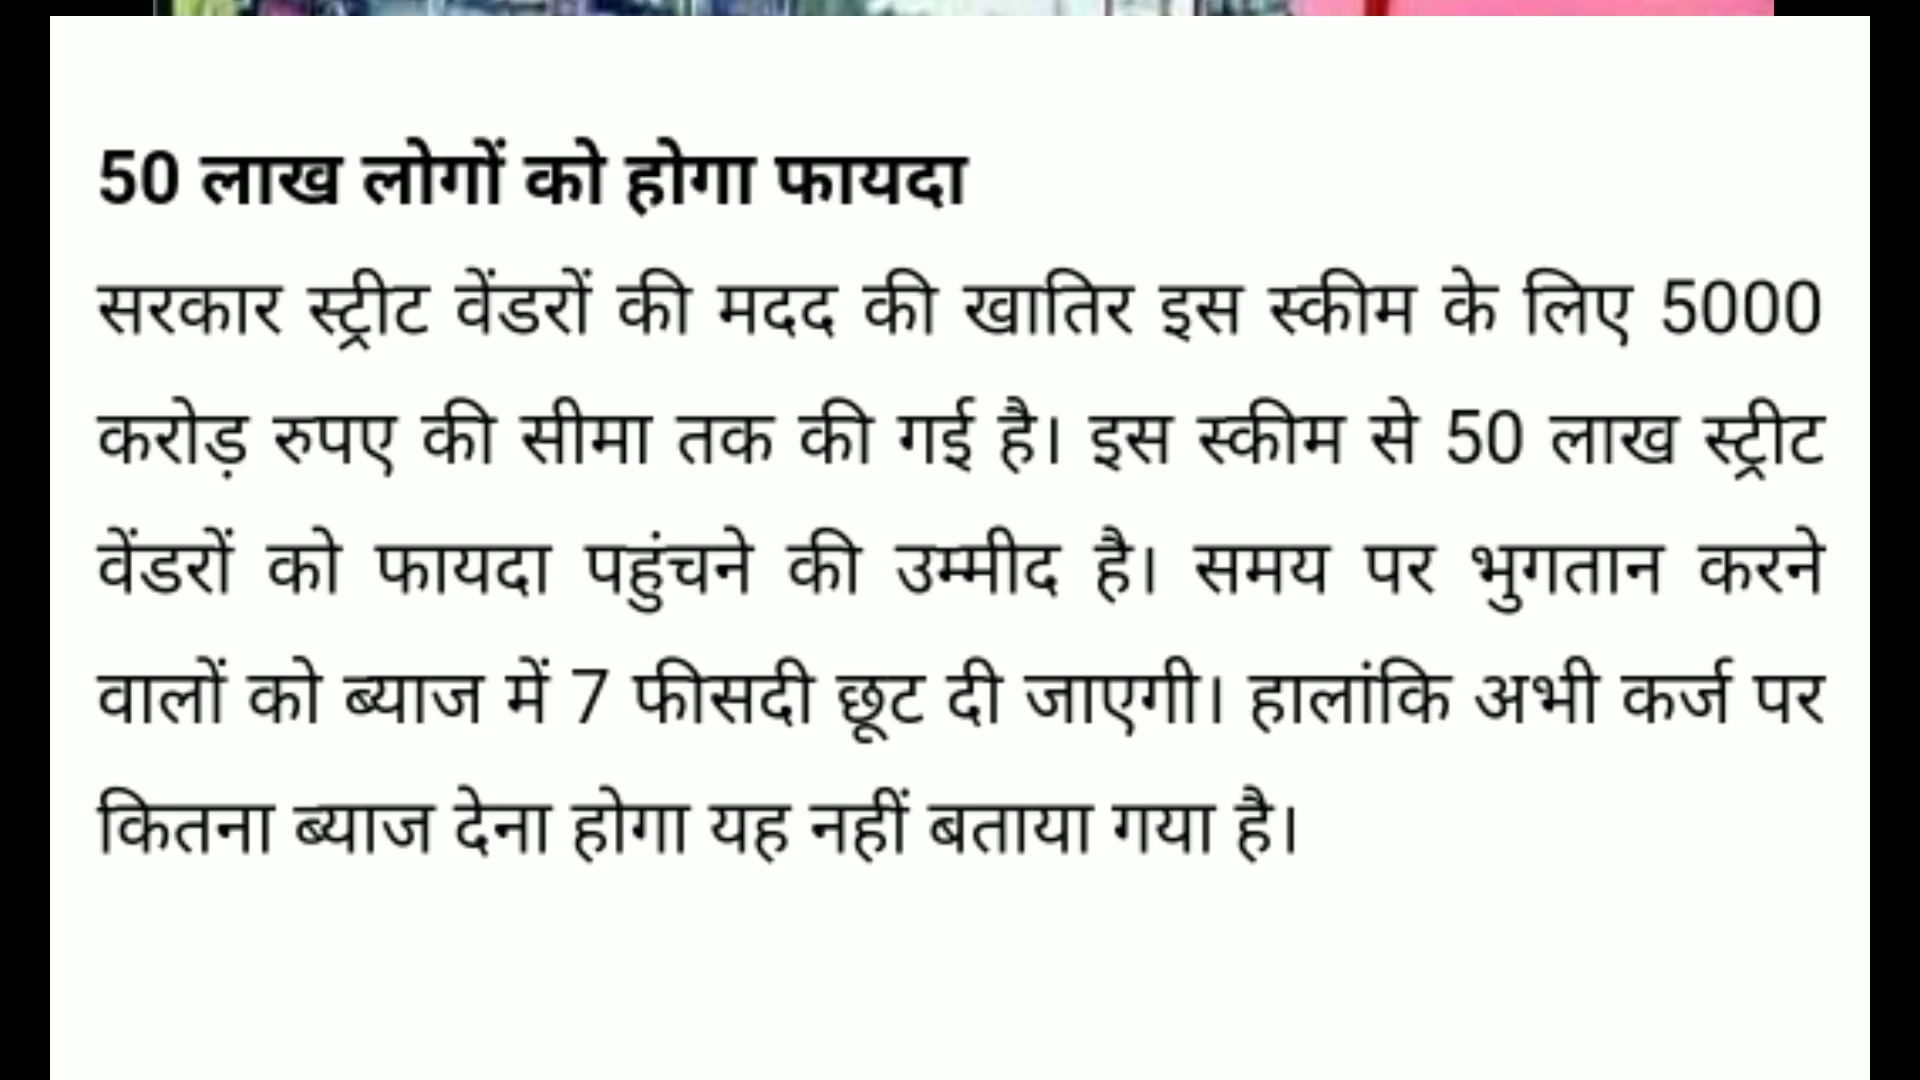 50 लाख लोगों को होगा फायदा
सरकार स्ट्रीट वेंडरों की मदद की खातिर इस स्कीम के लिए 5000
करोड़ रुपए की सीमा तक की गई है। इस स्कीम से 50 लाख स्ट्रीट
वेंडरों को फायदा पहुंचने की उम्मीद है। समय पर भुगतान करने
वालों को ब्याज में 7 फीसदी छूट दी जाएगी। हालांकि अभी कर्ज पर
कितना ब्याज देना होगा यह नहीं बताया गया है।